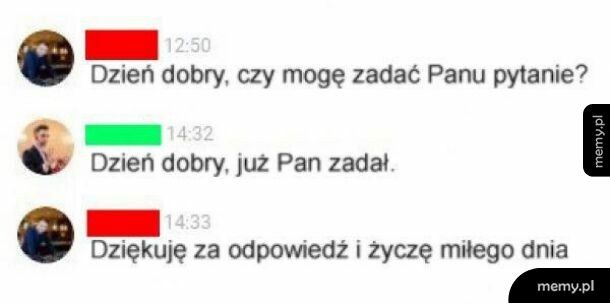 12:50
Dzień dobry, czy mogę zadać Panu pytanie?
14:32
Dzień dobry, już Pan zadał.
14:33
Dziękuję za odpowiedź i życzę miłego dnia
memy.pl
memy.pl